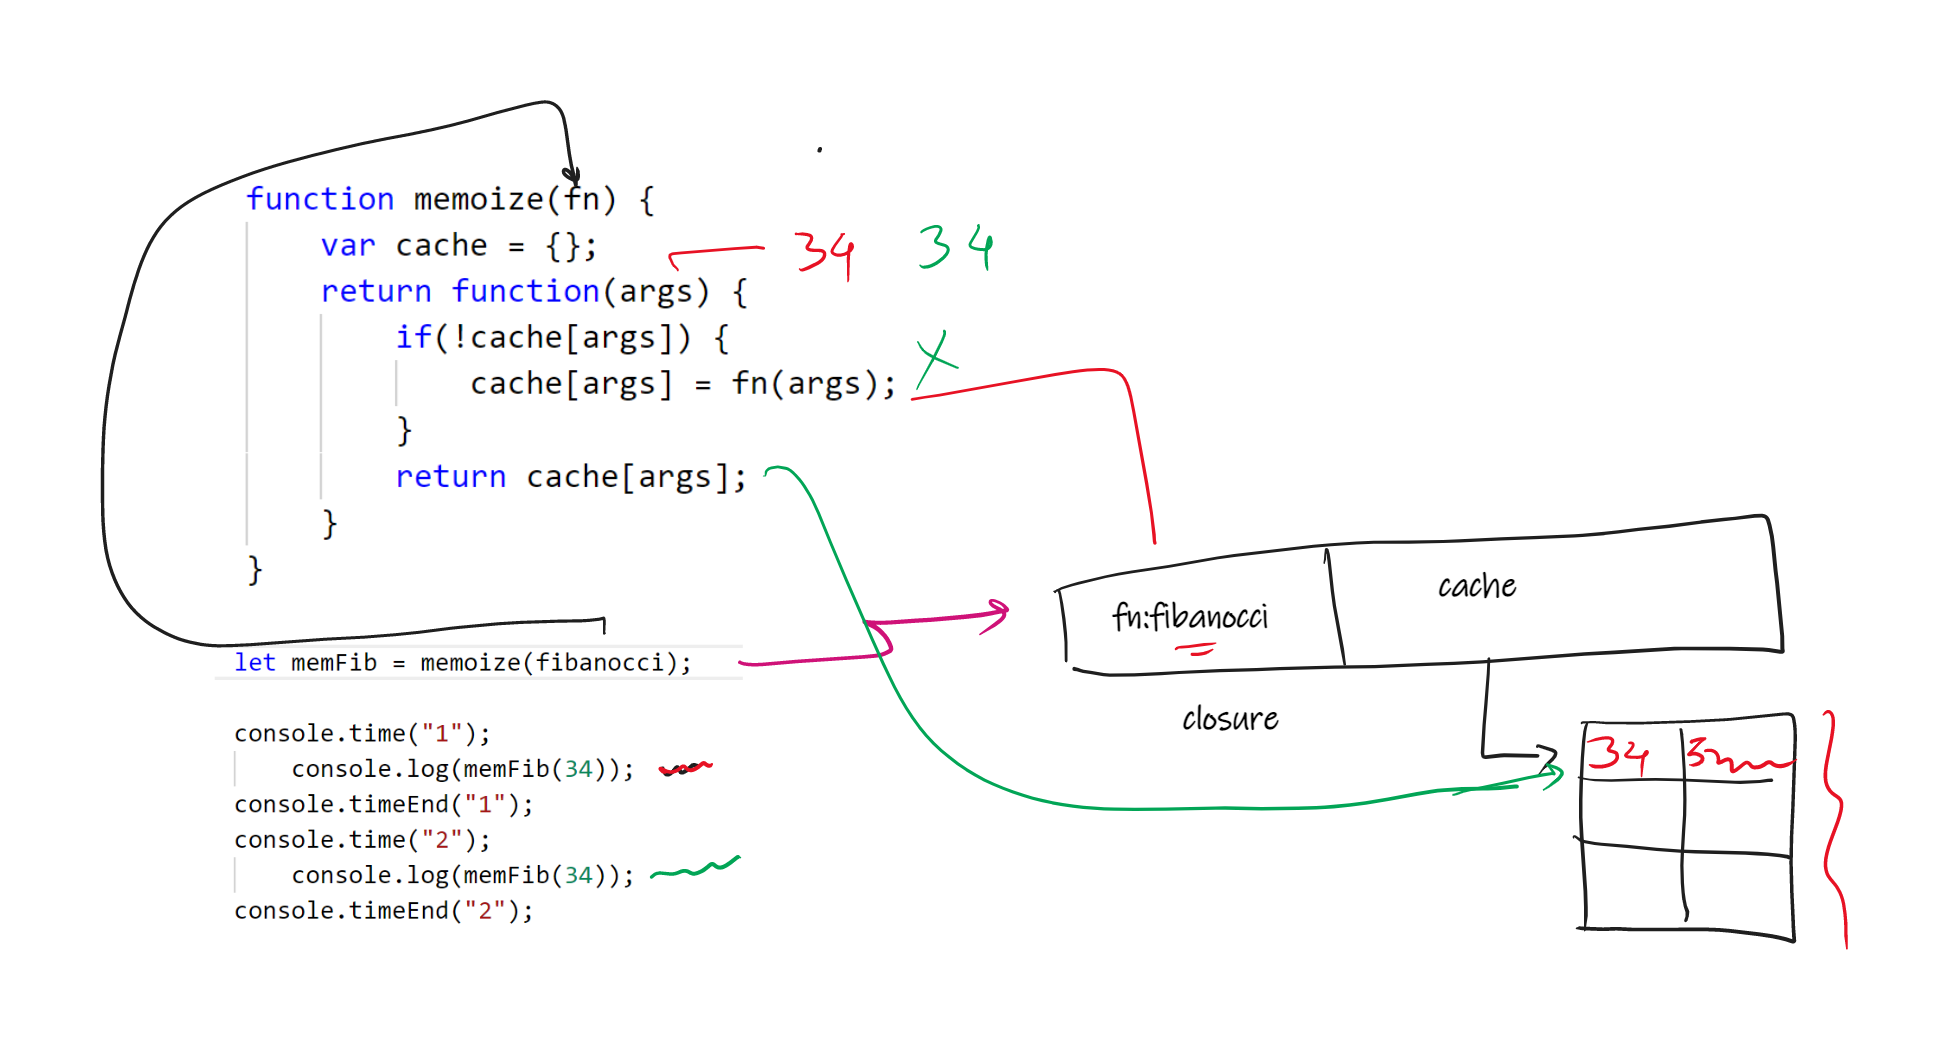 function memoize(fn) {
var cache = {};
34 34
return function(args) {
if(!cache[args]) {
cache[args] = fn(args);
}
return cache[args];
}
}
let memFib = memoize(fibanocci);
console.time("1");
console.log(memFib(34));
console.timeEnd("1");
console.time("2");
console.log(memFib(34));
console.timeEnd("2");
fn:fibanocci
cache
closure
34